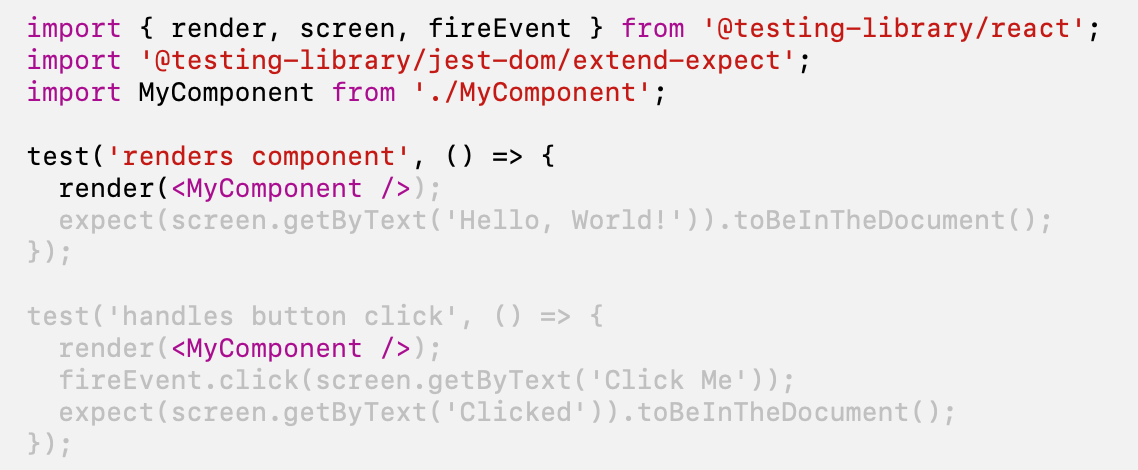 import { render, screen, fireEvent } from '@testing-library/react';
import '@testing-library/jest-dom/extend-expect';
import MyComponent from './MyComponent';

test('renders component', () => {
  render(<MyComponent />);
  expect(screen.getByText('Hello, World!')).toBeInTheDocument();
});

test('handles button click', () => {
  render(<MyComponent />);
  fireEvent.click(screen.getByText('Click Me'));
  expect(screen.getByText('Clicked')).toBeInTheDocument();
});